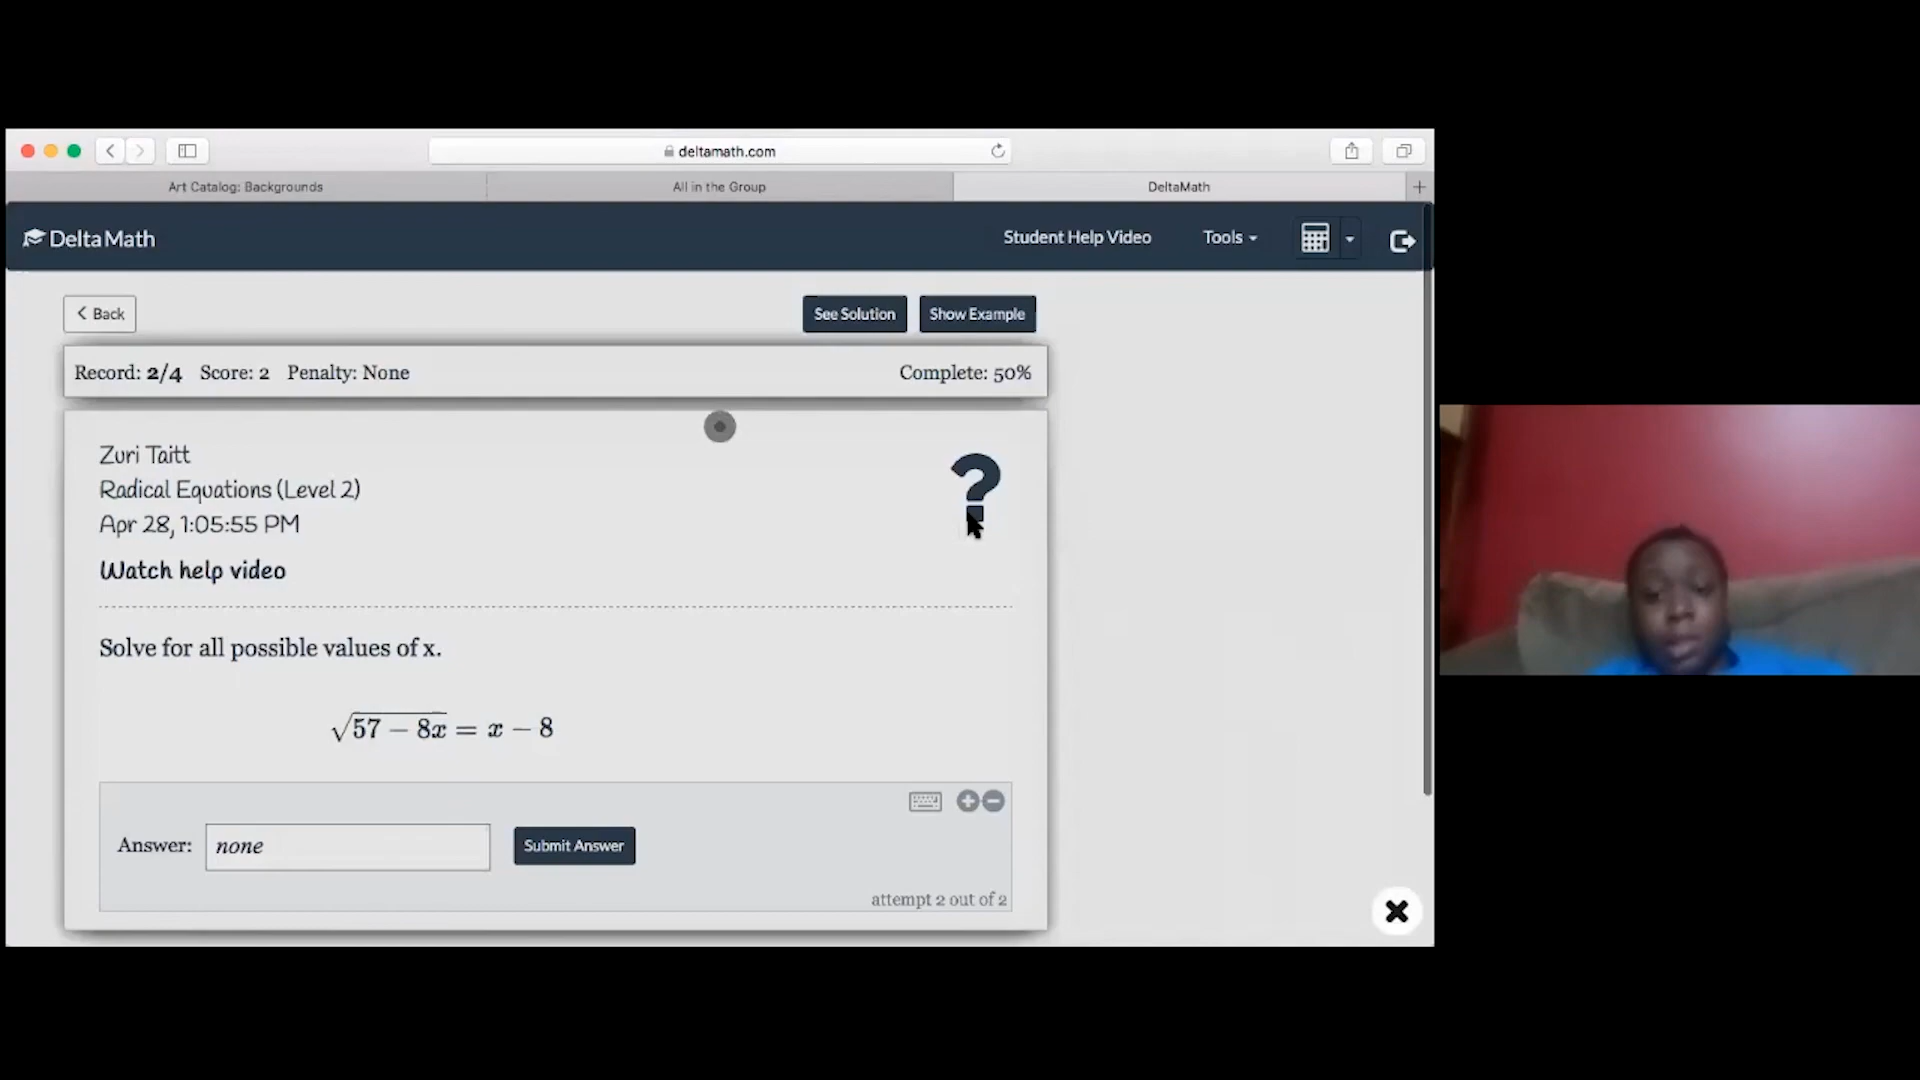 deltamath.com
Art Catalog: Backgrounds
All in the Group
DeltaMath
DeltaMath
Student Help Video
Tools
Back
See Solution
Show Example
Record: 2/4 Score: 2 Penalty: None
Complete: 50%
Zuri Taitt
Radical Equations (Level 2)
Apr 28, 1:05:55 PM
?
Watch help video
Solve for all possible values of x.
√57 − 8x = x − 8
Answer: none
Submit Answer
attempt 2 out of 2